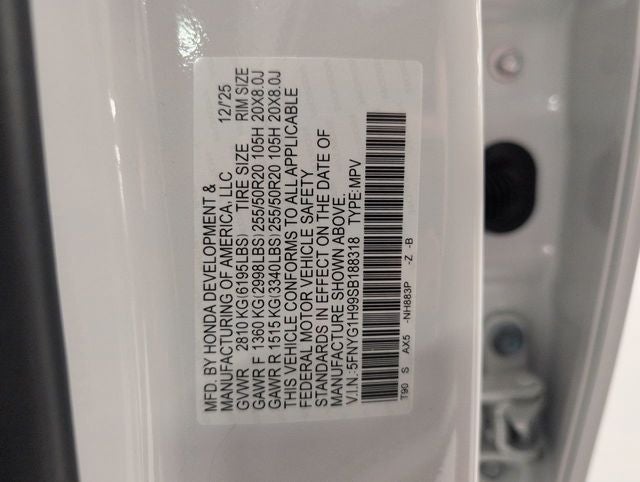 MFD. BY HONDA DEVELOPMENT &
MANUFACTURING OF AMERICA, LLC 12/'25
GVWR 2810 KG(6195LBS) TIRE SIZE RIM SIZE
GAWR F 1360 KG(2998LBS) 255/50R20 105H 20X8.0J
GAWR R 1515 KG(3340LBS) 255/50R20 105H 20X8.0J
THIS VEHICLE CONFORMS TO ALL APPLICABLE
FEDERAL MOTOR VEHICLE SAFETY
STANDARDS IN EFFECT ON THE DATE OF
MANUFACTURE SHOWN ABOVE.
V.I.N.: 5FNYG1H99SB188318 TYPE:MPV
T90 S AX5 -NH883P -Z -B